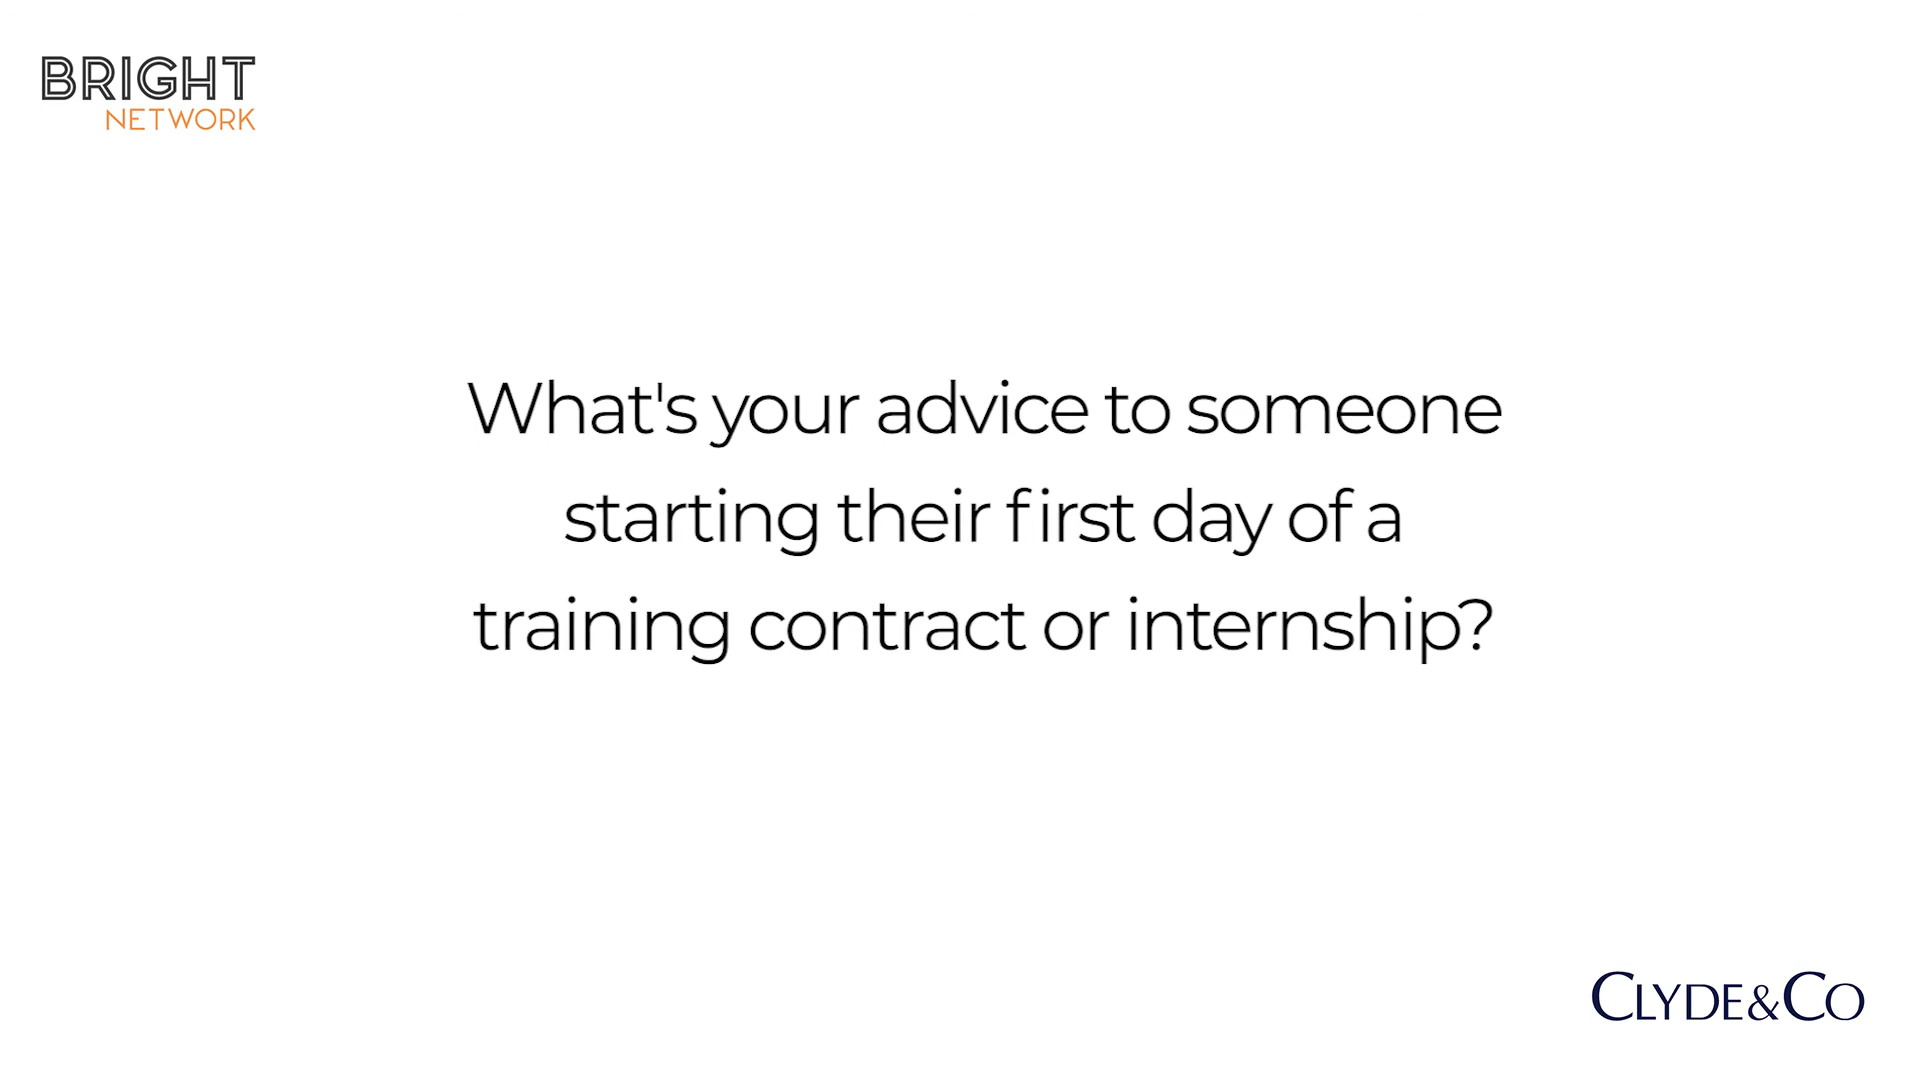 BRIGHT
NETWORK
What's your advice to someone
starting their first day of a
training contract or internship?
CLYDE&CO